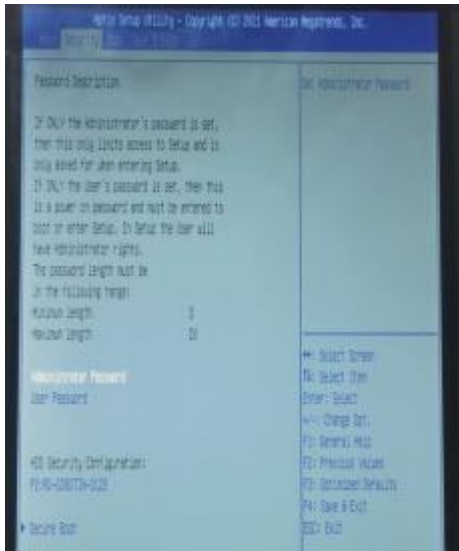 Aptio Setup Utility - Copyright (C) 2021 American Megatrends, Inc.
Security
Password Description
Set Administrator Password
If ONLY the Administrator's password is set,
then this only limits access to Setup and is
only asked for when entering Setup.
If ONLY the User's password is set, then this
is a power on password and must be entered to
boot or enter Setup. In Setup the User will
have Administrator rights.
The password length must be
in the following range:
Minimum length
Maximum length
Administrator Password
User Password
HDD Security Configuration:
Secure Boot
Select Screen
Select Item
Enter: Select
+/-: Change Opt.
F1: General Help
F2: Previous Values
F3: Optimized Defaults
F4: Save & Exit
ESC: Exit